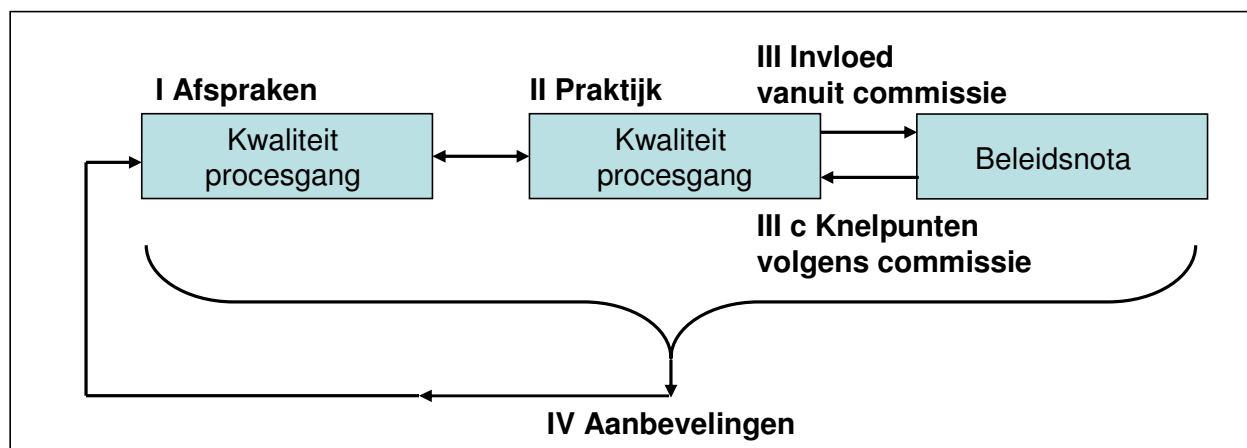 I Afspraken
Kwaliteit
procesgang
II Praktijk
Kwaliteit
procesgang
III Invloed
vanuit commissie
Beleidsnota
III c Knelpunten
volgens commissie
IV Aanbevelingen